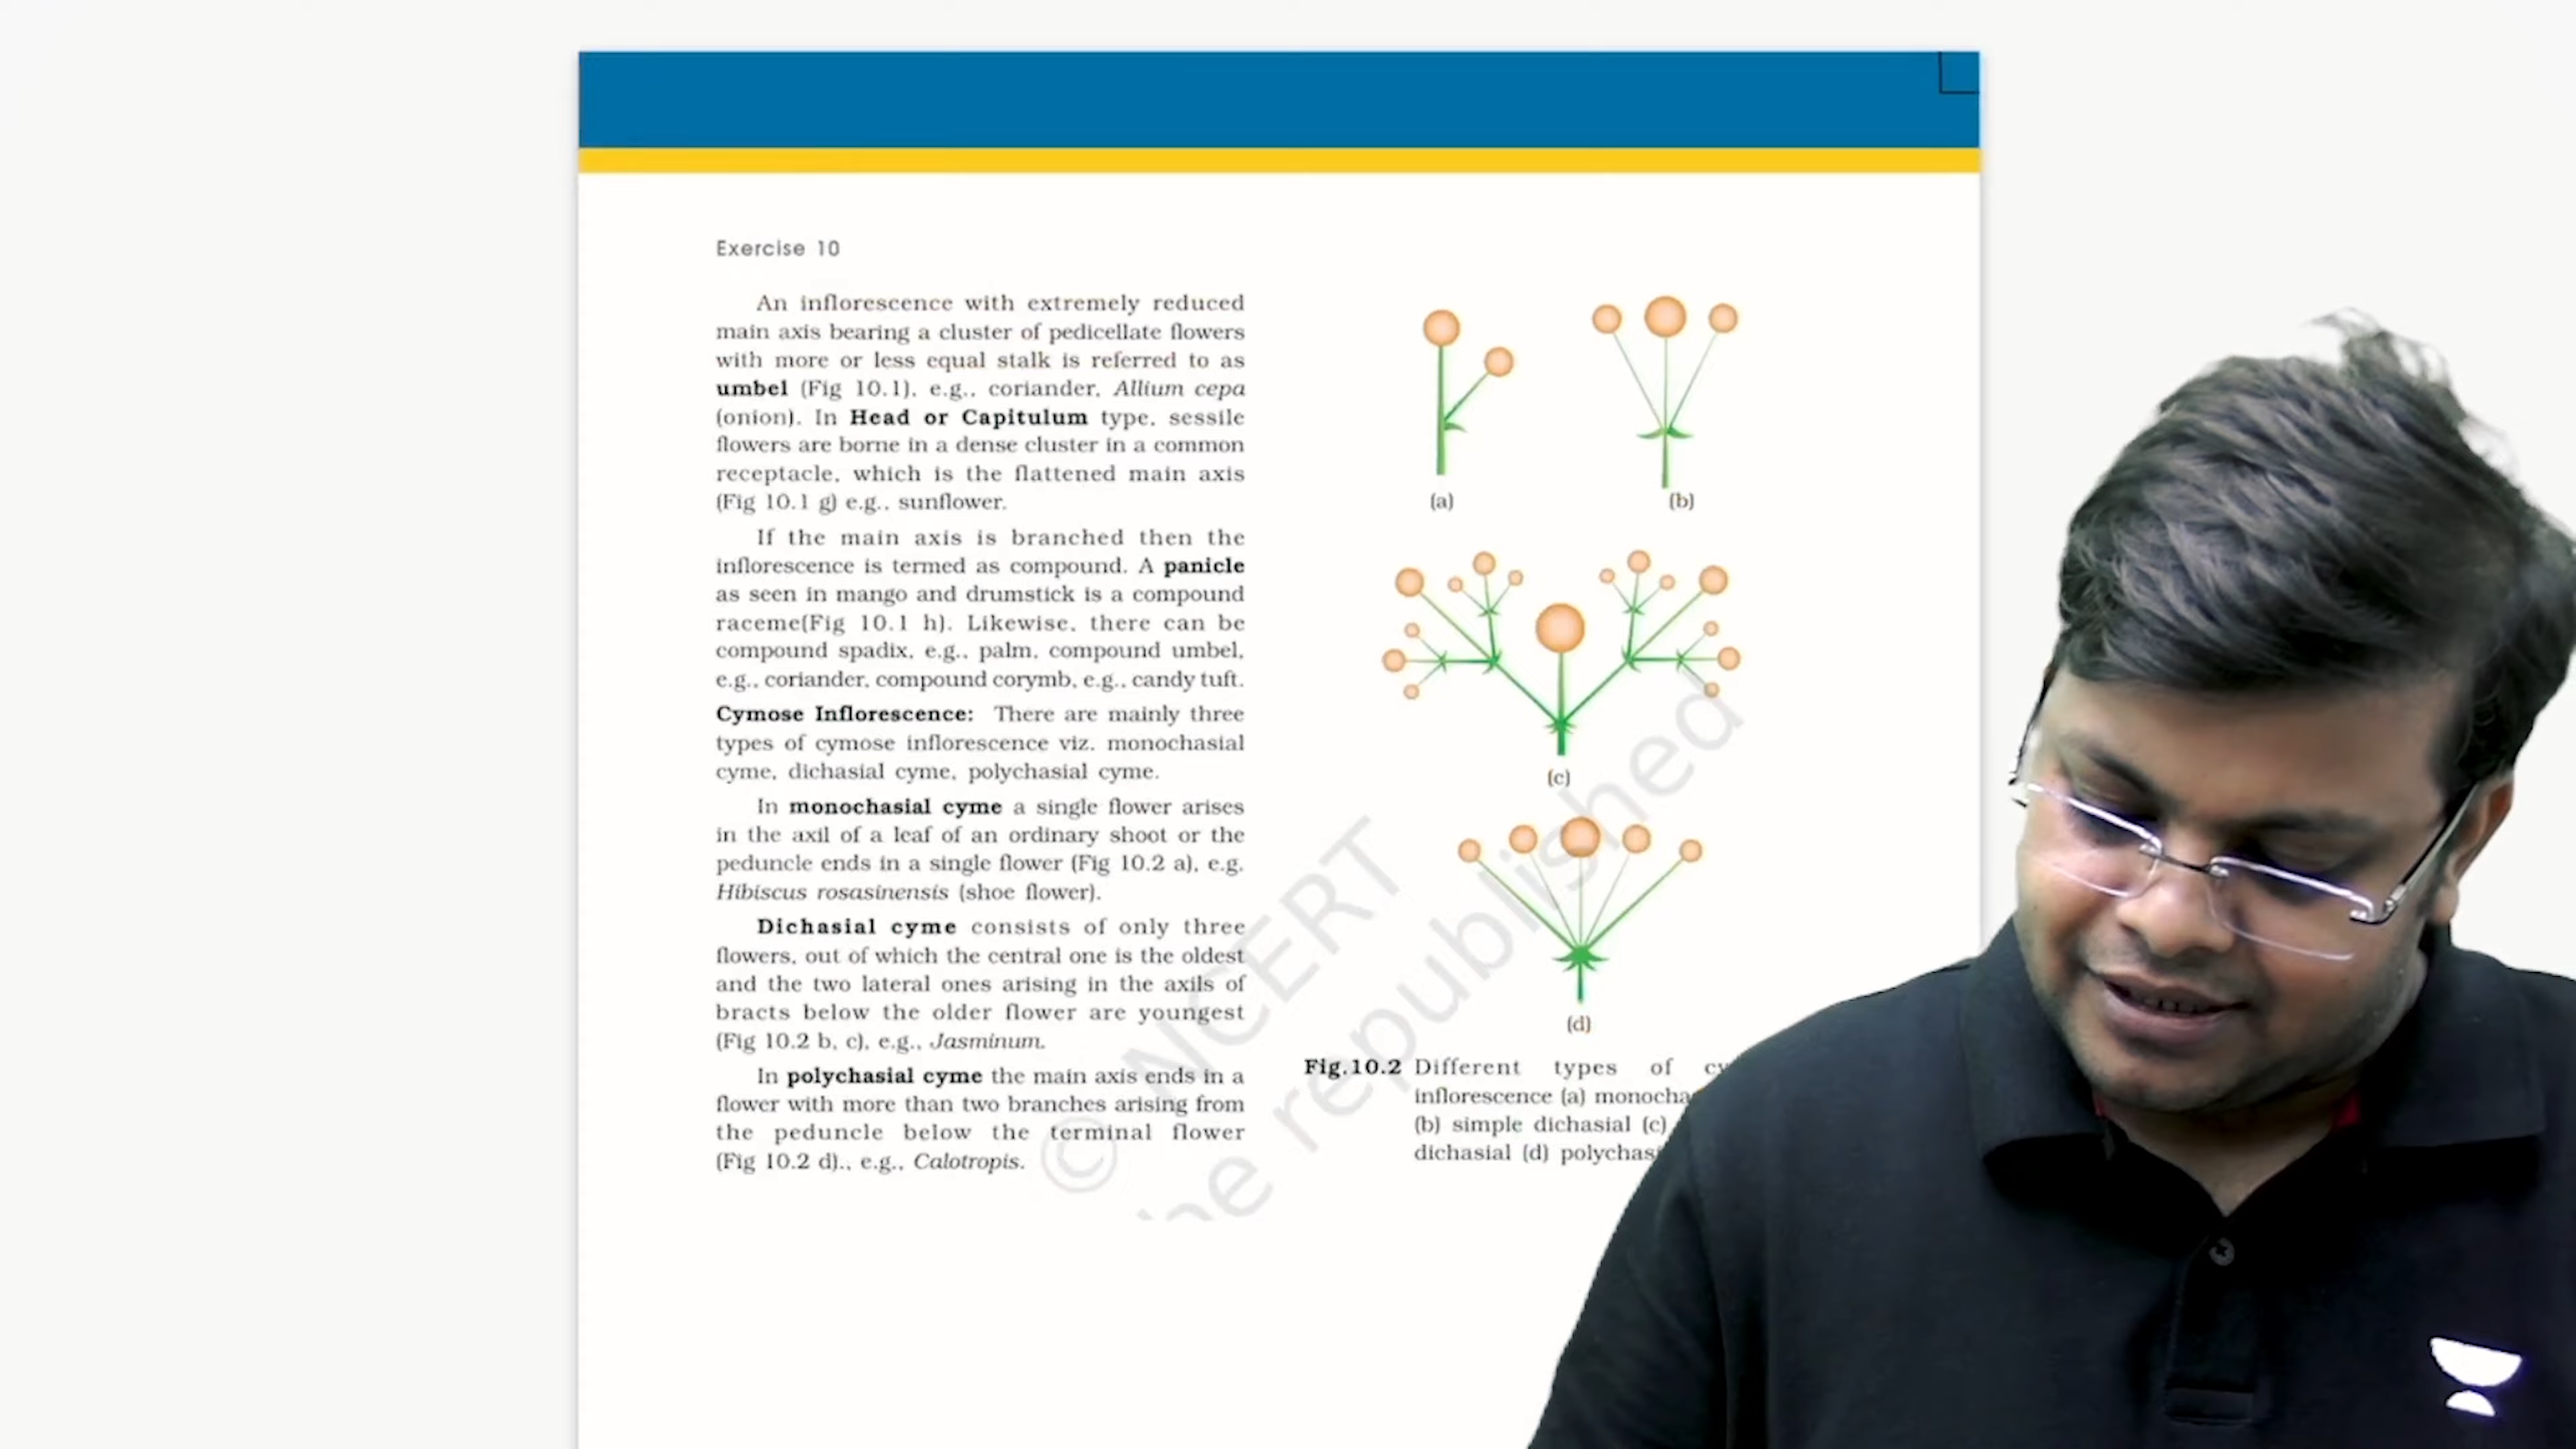 Exercise 10
An inflorescence with extremely reduced
main axis bearing a cluster of pedicellate flowers
with more or less equal stalk is referred to as
umbel (Fig 10.1), e.g., coriander, Allium cepa
(onion). In Head or Capitulum type, sessile
flowers are borne in a dense cluster in a common
receptacle, which is the flattened main axis
(Fig 10.1 g) e.g., sunflower.
If the main axis is branched then the
inflorescence is termed as compound. A panicle
as seen in mango and drumstick is a compound
raceme(Fig 10.1 h). Likewise, there can be
compound spadix, e.g., palm, compound umbel,
e.g., coriander, compound corymb, e.g., candy tuft.
Cymose Inflorescence: There are mainly three
types of cymose inflorescence viz. monochasial
cyme, dichasial cyme, polychasial cyme.
In monochasial cyme a single flower arises
in the axil of a leaf of an ordinary shoot or the
peduncle ends in a single flower (Fig 10.2 a), e.g.
Hibiscus rosasinensis (shoe flower).
Dichasial cyme consists of only three
flowers, out of which the central one is the oldest
and the two lateral ones arising in the axils of
bracts below the older flower are youngest
(Fig 10.2 b, c), e.g., Jasminum.
In polychasial cyme the main axis ends in a
flower with more than two branches arising from
the peduncle below the terminal flower
(Fig 10.2 d)., e.g., Calotropis.
(a)
(b)
(c)
(d)
Fig.10.2 Different types of
inflorescence (a)
(b) simple dichasial (c)
dichasial (d)
© NCERT
be republished